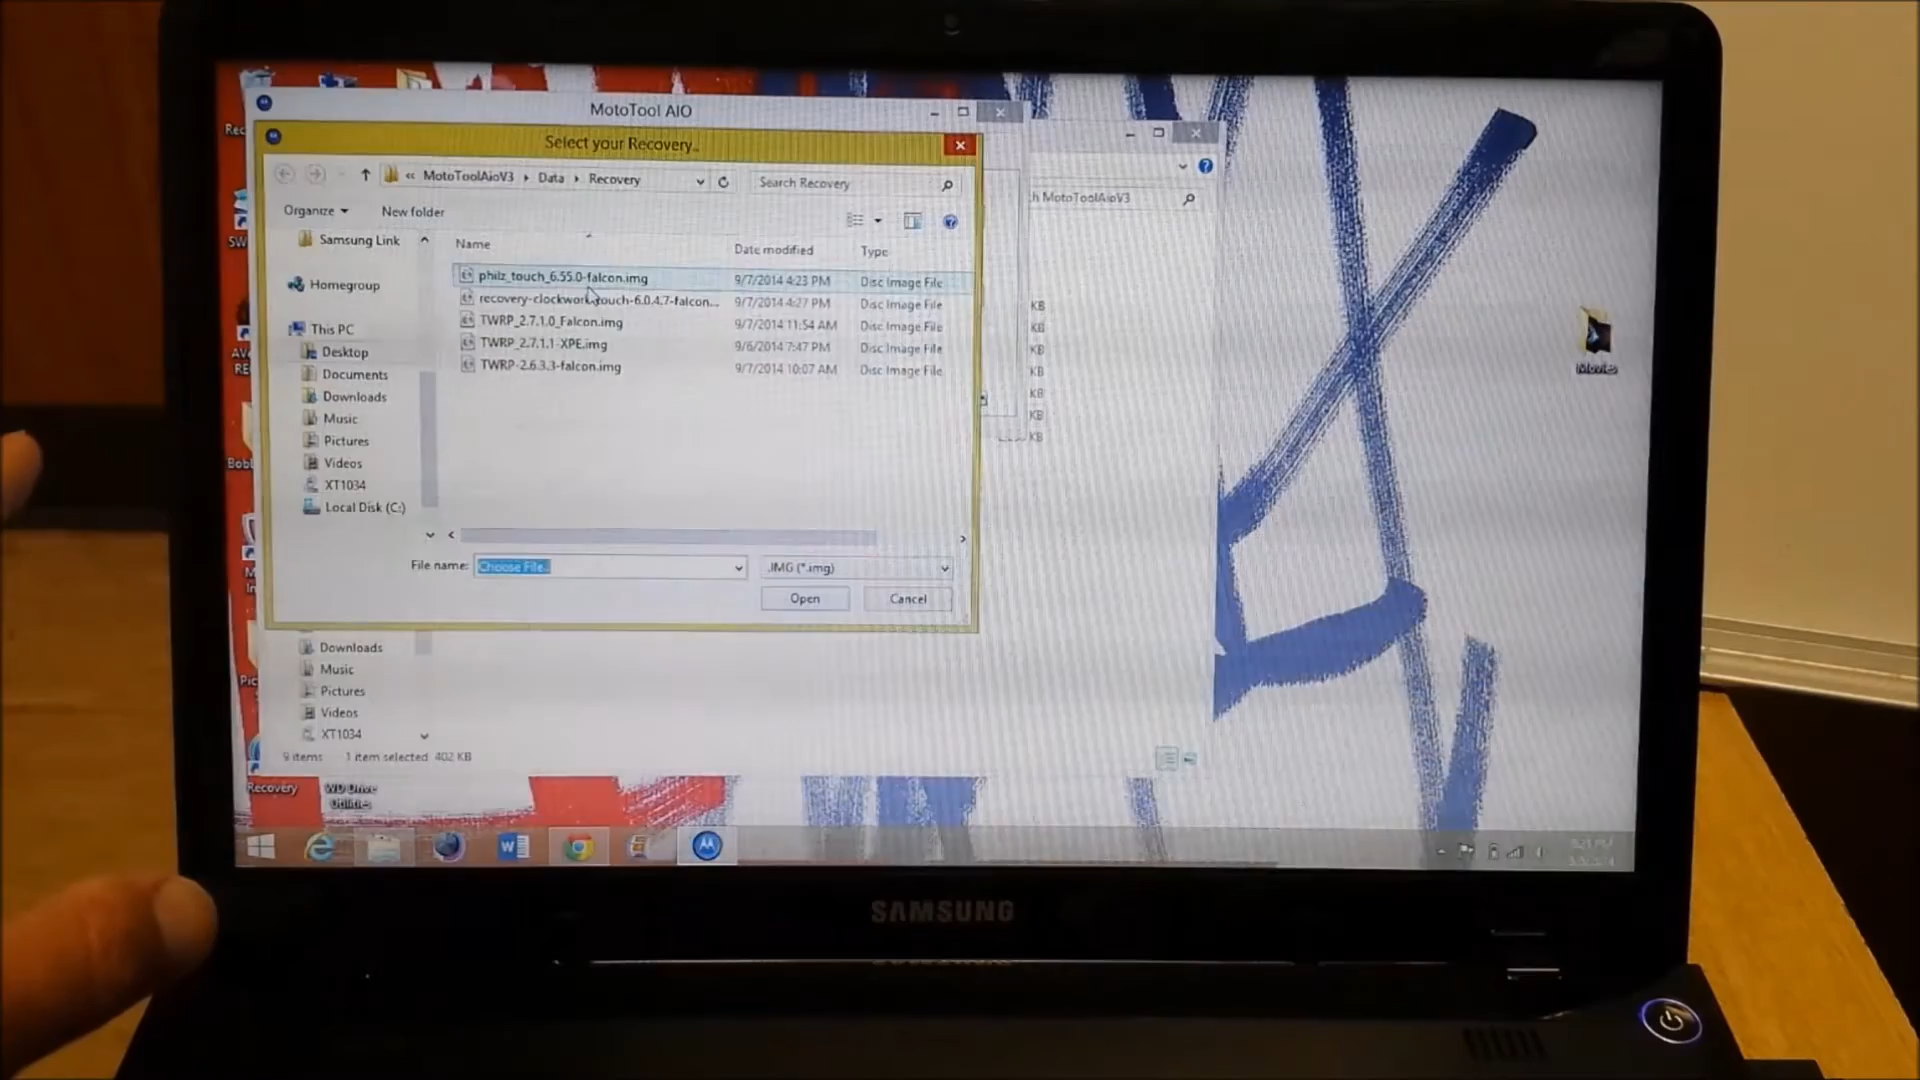 MotoTool AIO
Select your Recovery..
« MotoToolAioV3 › Data › Recovery
Search Recovery
h MotoToolAioV3
Organize
New folder
Name
Date modified
Type
Samsung Link
philz_touch_6.55.0-falcon.img 9/7/2014 4:23 PM Disc Image File
Homegroup
recovery-clockwork-touch-6.0.4.7-falcon... 9/7/2014 4:27 PM Disc Image File
KB
TWRP_2.7.1.0_Falcon.img 9/7/2014 11:54 AM Disc Image File
KB
This PC
TWRP_2.7.1.1-XPE.img 9/6/2014 7:47 PM Disc Image File
KB
Desktop
TWRP-2.6.3.3-falcon.img 9/7/2014 10:07 AM Disc Image File
KB
Documents
Downloads
KB
Music
KB
Pictures
KB
Videos
XT1034
Local Disk (C:)
File name: Choose File..
.IMG (*.img)
Open
Cancel
Downloads
Music
Pictures
Videos
XT1034
9 items 1 item selected 402 KB
Movies
Recovery
WD Drive
Utilities
SAMSUNG